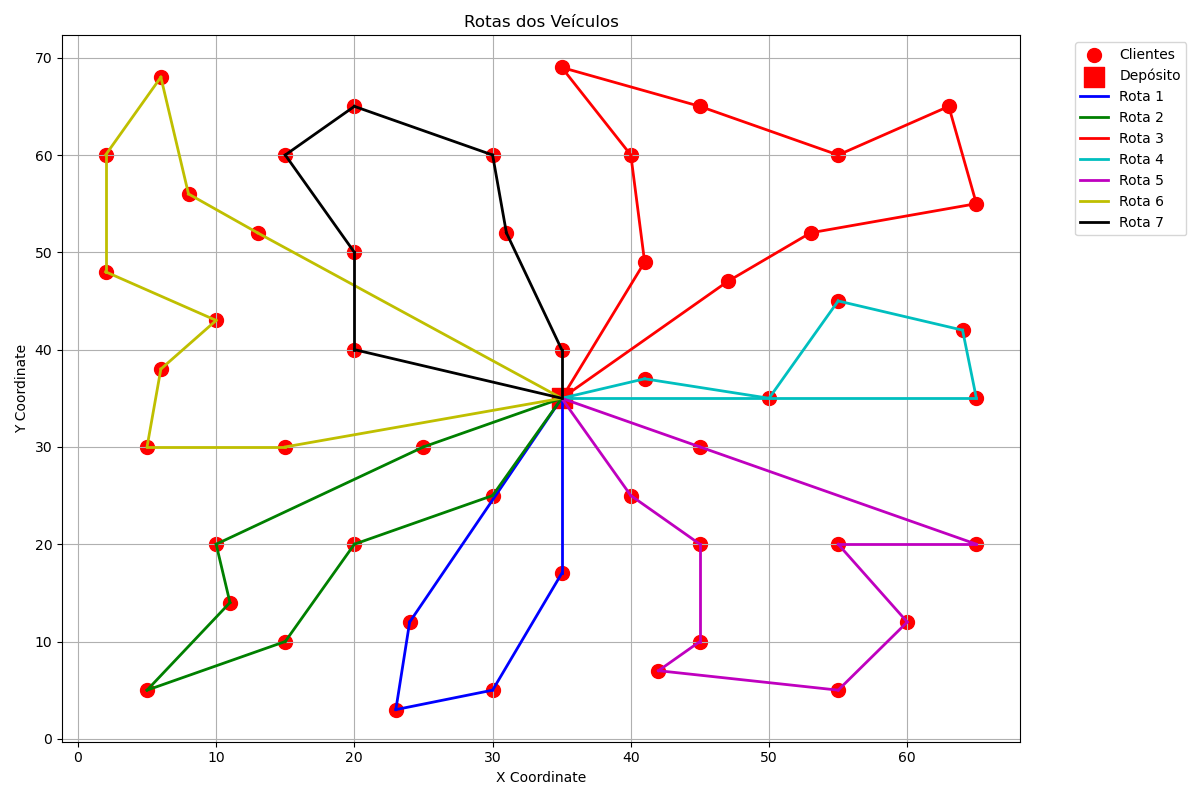 Rotas dos Veículos
Clientes
Depósito
Rota 1
Rota 2
Rota 3
Rota 4
Rota 5
Rota 6
Rota 7
Y Coordinate
70
60
50
40
30
20
10
0
0 10 20 30 40 50 60
X Coordinate